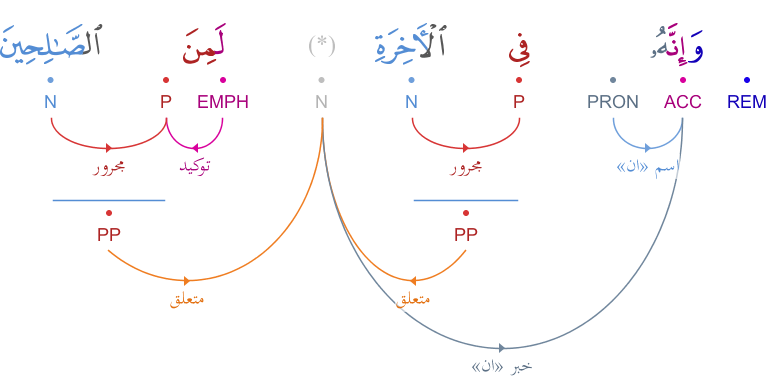 وَإِنَّهُۥ فِى ٱلْـَٔاخِرَةِ (*) لَمِنَ ٱلصَّـٰلِحِينَ
REM ACC PRON P N N EMPH P N
اسم «ان» مجرور توكيد مجرور
PP PP
متعلق متعلق
خبر «ان»